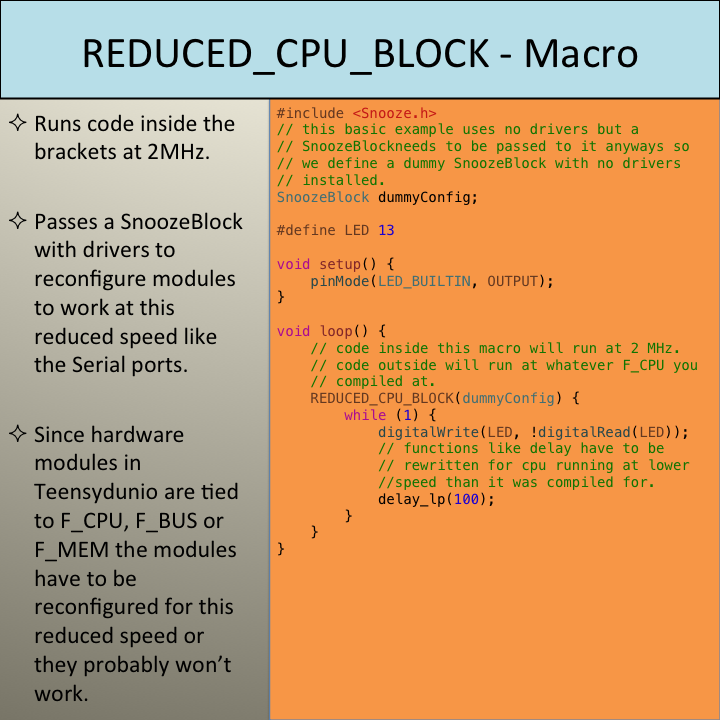 REDUCED_CPU_BLOCK - Macro
✧ Runs code inside the
brackets at 2MHz.
✧ Passes a SnoozeBlock
with drivers to
reconfigure modules
to work at this
reduced speed like
the Serial ports.
✧ Since hardware
modules in
Teensydunio are tied
to F_CPU, F_BUS or
F_MEM the modules
have to be
reconfigured for this
reduced speed or
they probably won't
work.
#include <Snooze.h>
// this basic example uses no drivers but a
// SnoozeBlockneeds to be passed to it anyways so
// we define a dummy SnoozeBlock with no drivers
// installed.
SnoozeBlock dummyConfig;
#define LED 13
void setup() {
    pinMode(LED_BUILTIN, OUTPUT);
}
void loop() {
    // code inside this macro will run at 2 MHz.
    // code outside will run at whatever F_CPU you
    // compiled at.
    REDUCED_CPU_BLOCK(dummyConfig) {
        while (1) {
            digitalWrite(LED, !digitalRead(LED));
            // functions like delay have to be
            // rewritten for cpu running at lower
            //speed than it was compiled for.
            delay_lp(100);
        }
    }
}